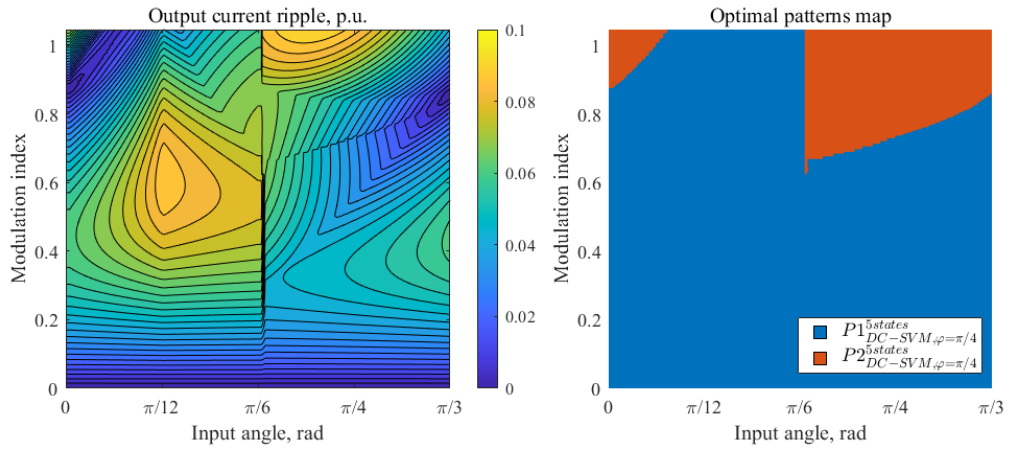 Output current ripple, p.u.
Modulation index
1
0.8
0.6
0.4
0.2
0
0 π/12 π/6 π/4 π/3
Input angle, rad
0.1
0.08
0.06
0.04
0.02
0
Optimal patterns map
Modulation index
1
0.8
0.6
0.4
0.2
0
P1^{5states}_{DC−SVM,φ=π/4}
P2^{5states}_{DC−SVM,φ=π/4}
0 π/12 π/6 π/4 π/3
Input angle, rad